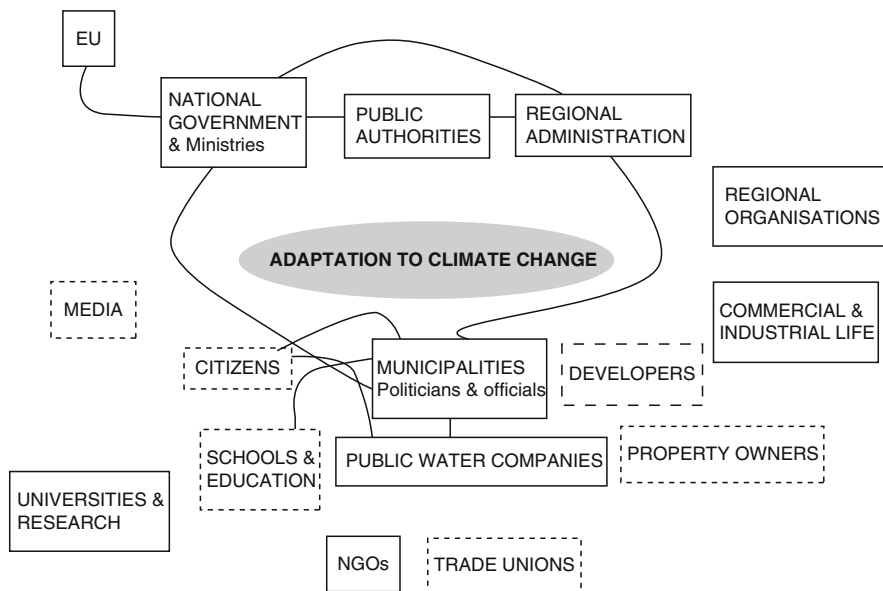 EU
NATIONAL
GOVERNMENT
& Ministries
PUBLIC
AUTHORITIES
REGIONAL
ADMINISTRATION
REGIONAL
ORGANISATIONS
ADAPTATION TO CLIMATE CHANGE
MEDIA
COMMERCIAL &
INDUSTRIAL LIFE
CITIZENS
MUNICIPALITIES
Politicians & officials
DEVELOPERS
SCHOOLS &
EDUCATION
PUBLIC WATER COMPANIES
PROPERTY OWNERS
UNIVERSITIES &
RESEARCH
NGOs
TRADE UNIONS